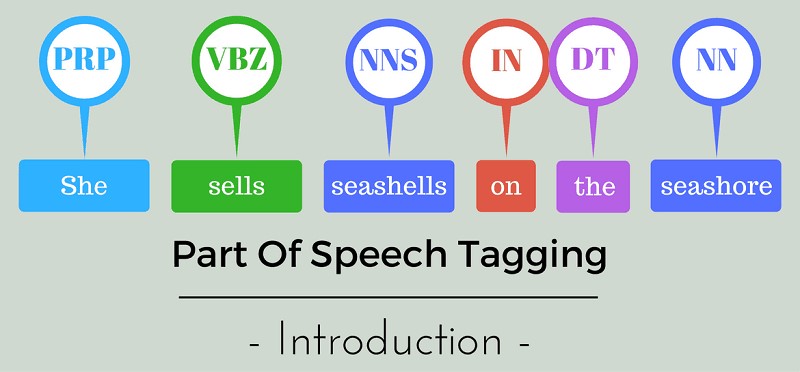 PRP VBZ NNS IN DT NN
She sells seashells on the seashore
Part Of Speech Tagging
- Introduction -